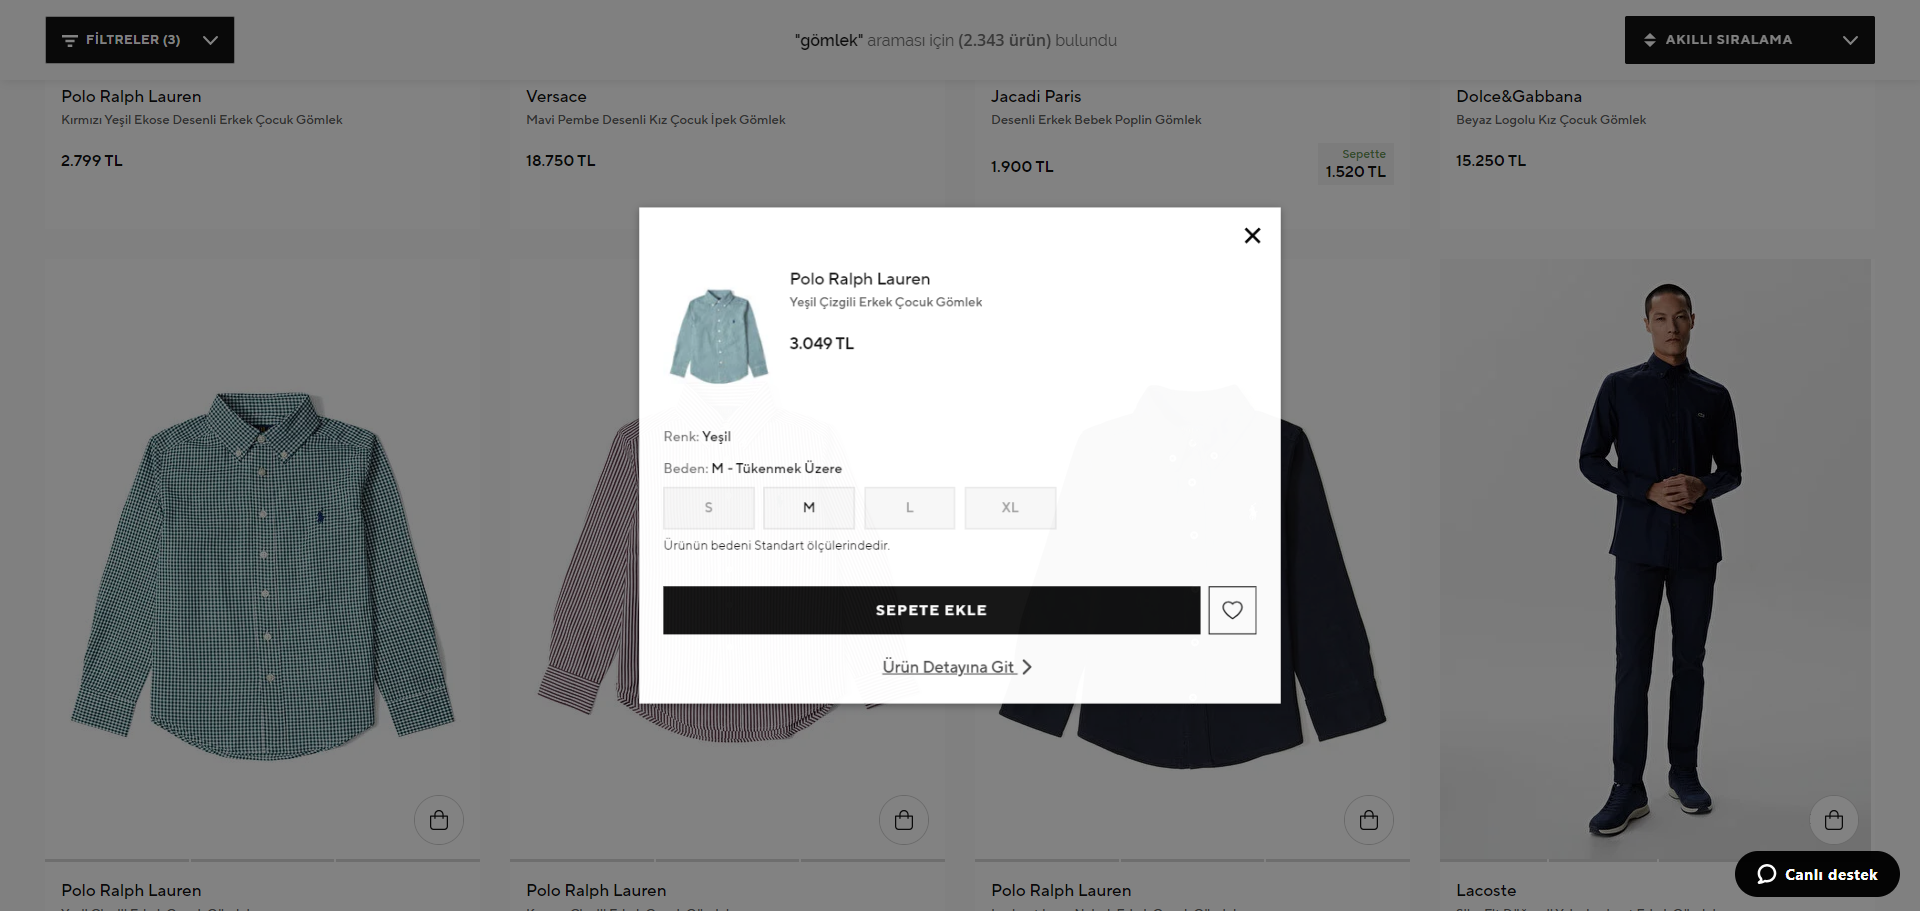 FİLTRELER (3)
"gömlek" araması için (2.343 ürün) bulundu
AKILLI SIRALAMA
Polo Ralph Lauren
Kırmızı Yeşil Ekose Desenli Erkek Çocuk Gömlek
2.799 TL
Versace
Mavi Pembe Desenli Kız Çocuk İpek Gömlek
18.750 TL
Jacadi Paris
Desenli Erkek Bebek Poplin Gömlek
1.900 TL
Sepette
1.520 TL
Dolce&Gabbana
Beyaz Logolu Kız Çocuk Gömlek
15.250 TL
Polo Ralph Lauren
Yeşil Çizgili Erkek Çocuk Gömlek
3.049 TL
Renk: Yeşil
Beden: M - Tükenmek Üzere
S
M
L
XL
Ürünün bedeni Standart ölçülerindedir.
SEPETE EKLE
Ürün Detayına Git
Polo Ralph Lauren
Polo Ralph Lauren
Polo Ralph Lauren
Lacoste
Canlı destek